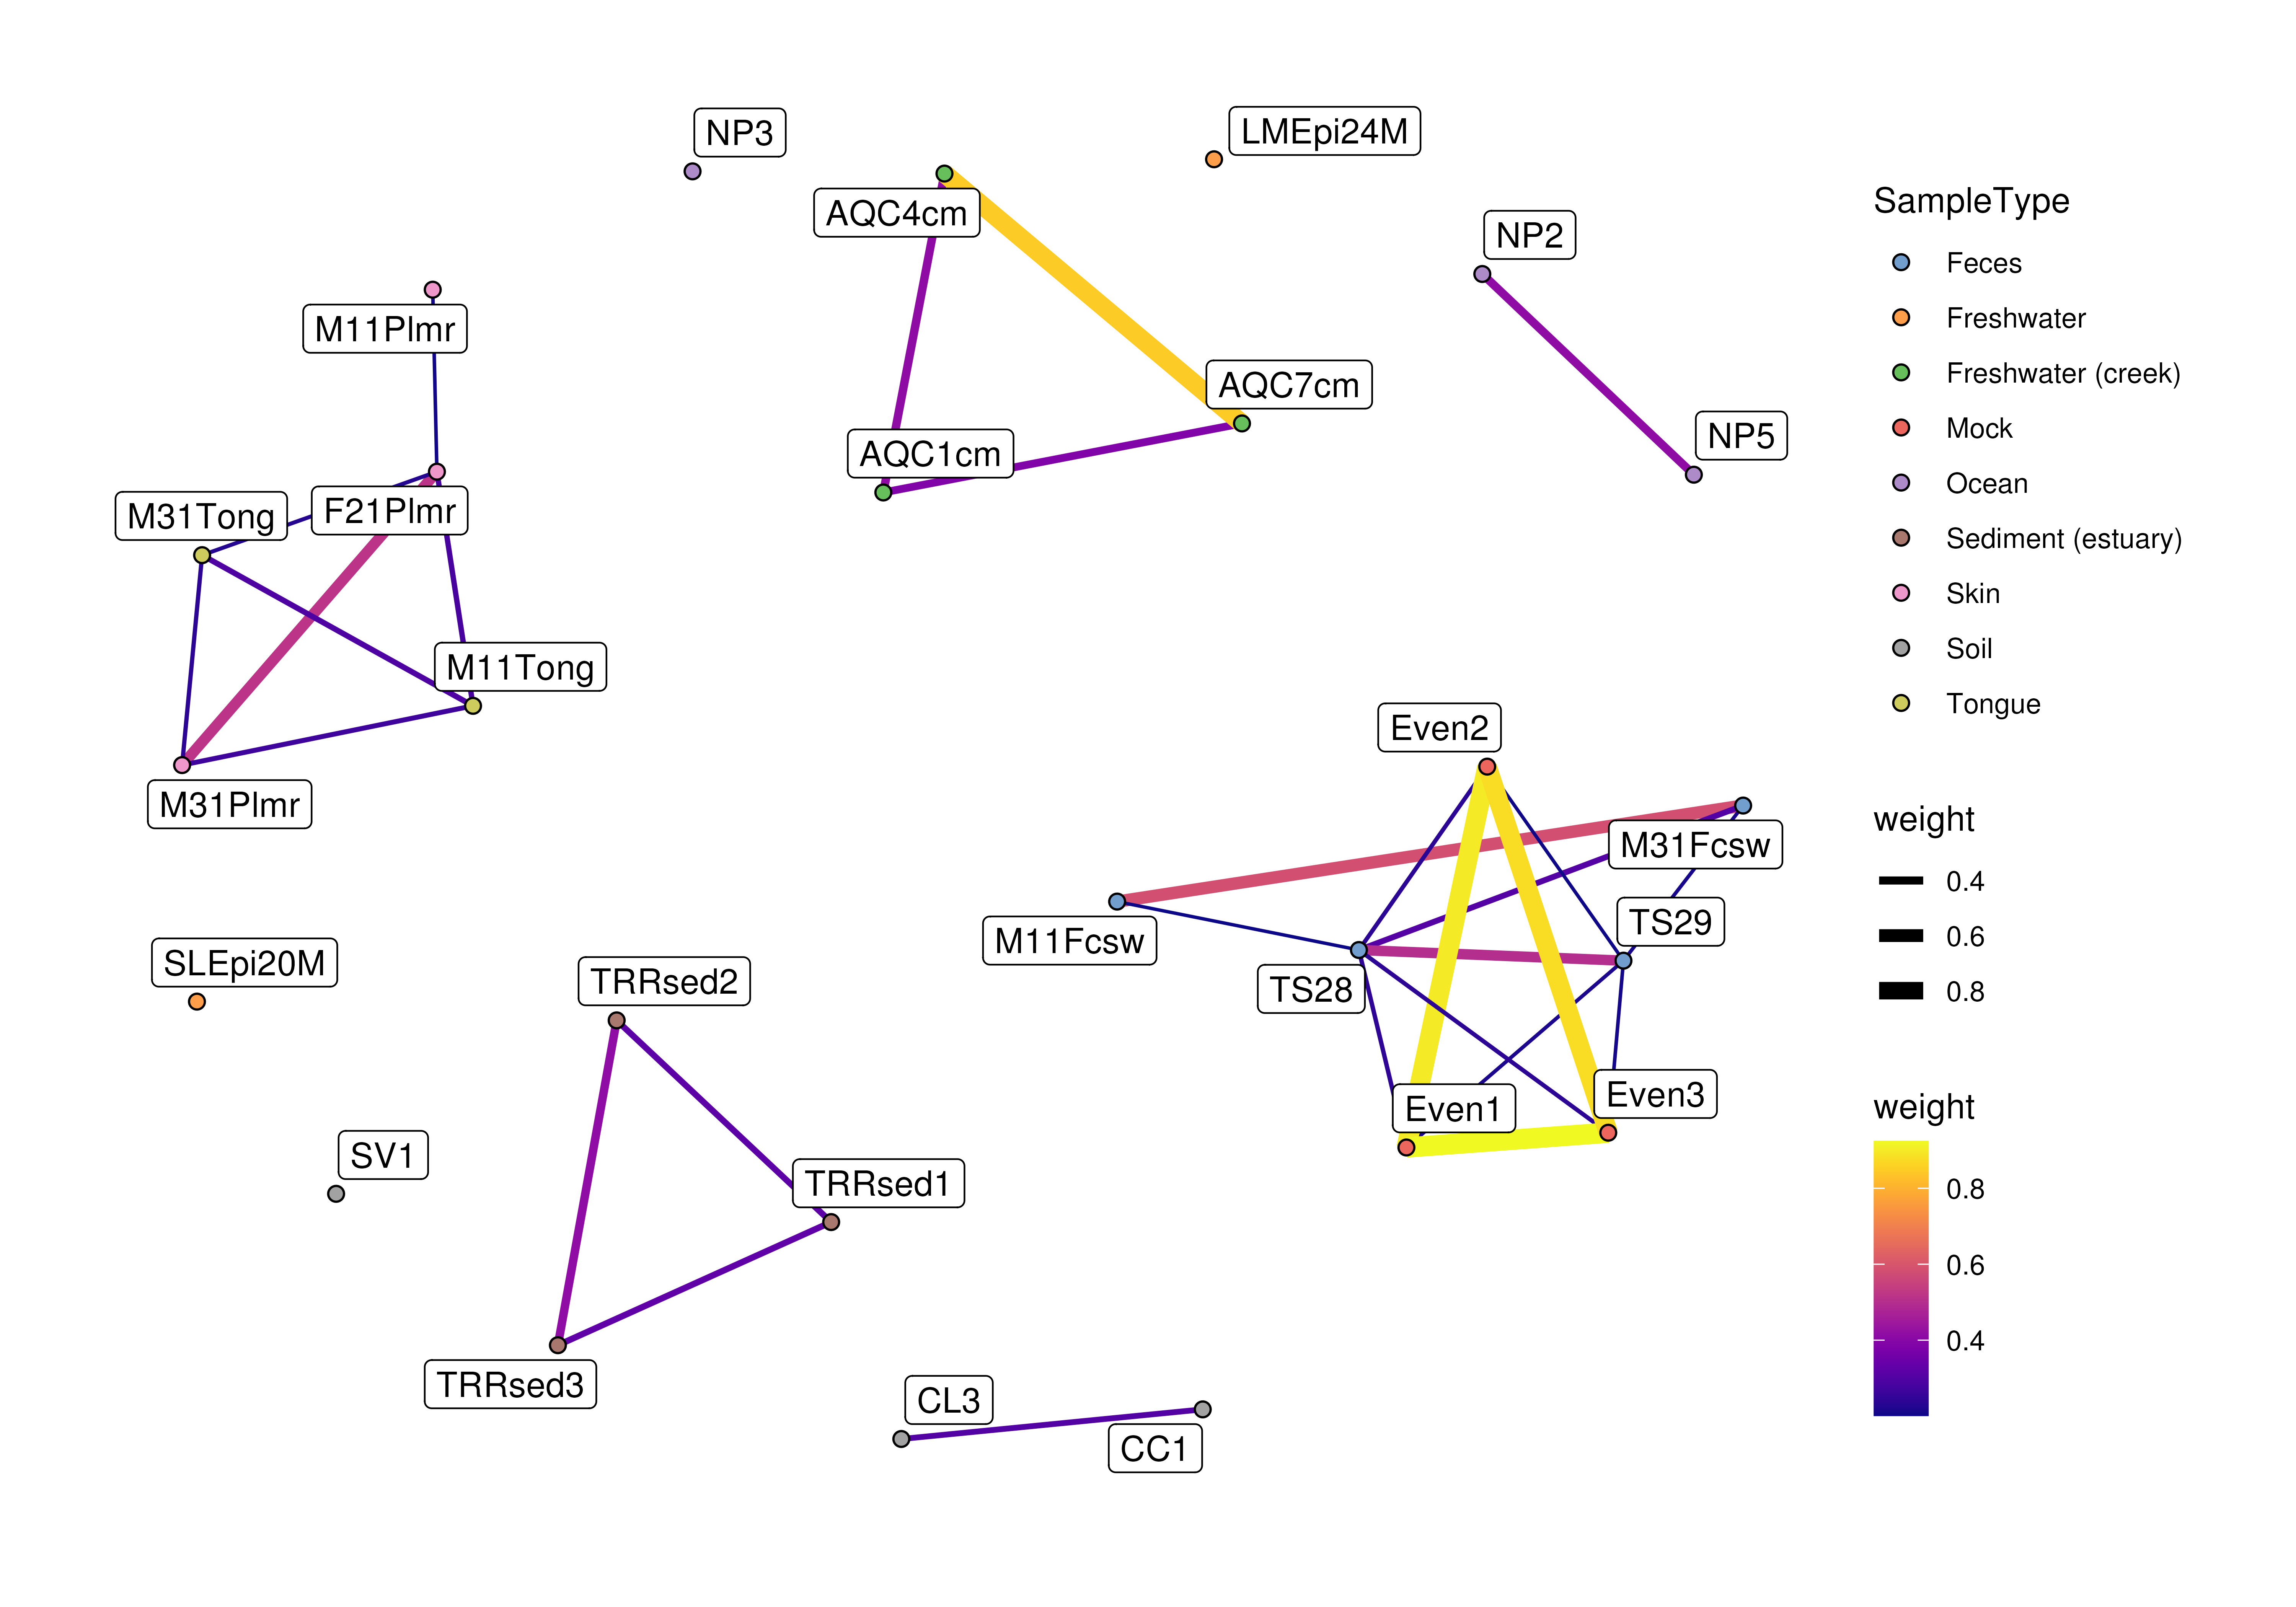 NP3
LMEpi24M
AQC4cm
NP2
M11Plmr
AQC7cm
NP5
AQC1cm
M31Tong
F21Plmr
M11Tong
M31Plmr
Even2
M31Fcsw
M11Fcsw
TS29
TS28
SLEpi20M
TRRsed2
Even1
Even3
SV1
TRRsed1
TRRsed3
CL3
CC1
SampleType
Feces
Freshwater
Freshwater (creek)
Mock
Ocean
Sediment (estuary)
Skin
Soil
Tongue
weight
0.4
0.6
0.8
weight
0.8
0.6
0.4